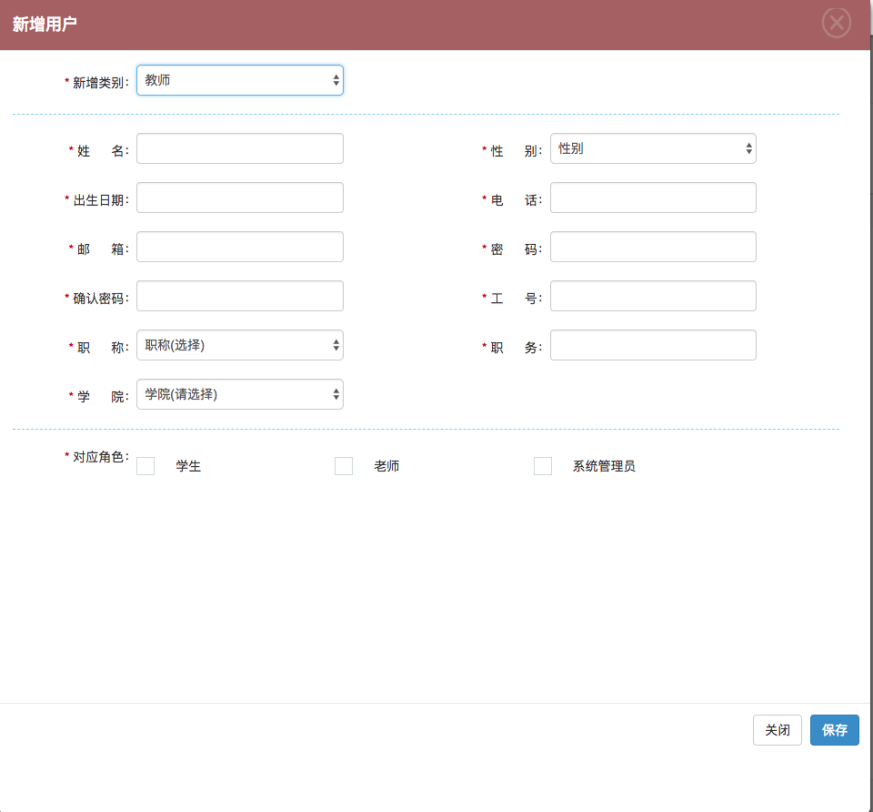 新增用户
* 新增类别： 教师
* 姓 名： * 性 别： 性别
* 出生日期： * 电 话：
* 邮 箱： * 密 码：
* 确认密码： * 工 号：
* 职 称： 职称(选择) * 职 务：
* 学 院： 学院(请选择)
* 对应角色： 学生 老师 系统管理员
关闭 保存